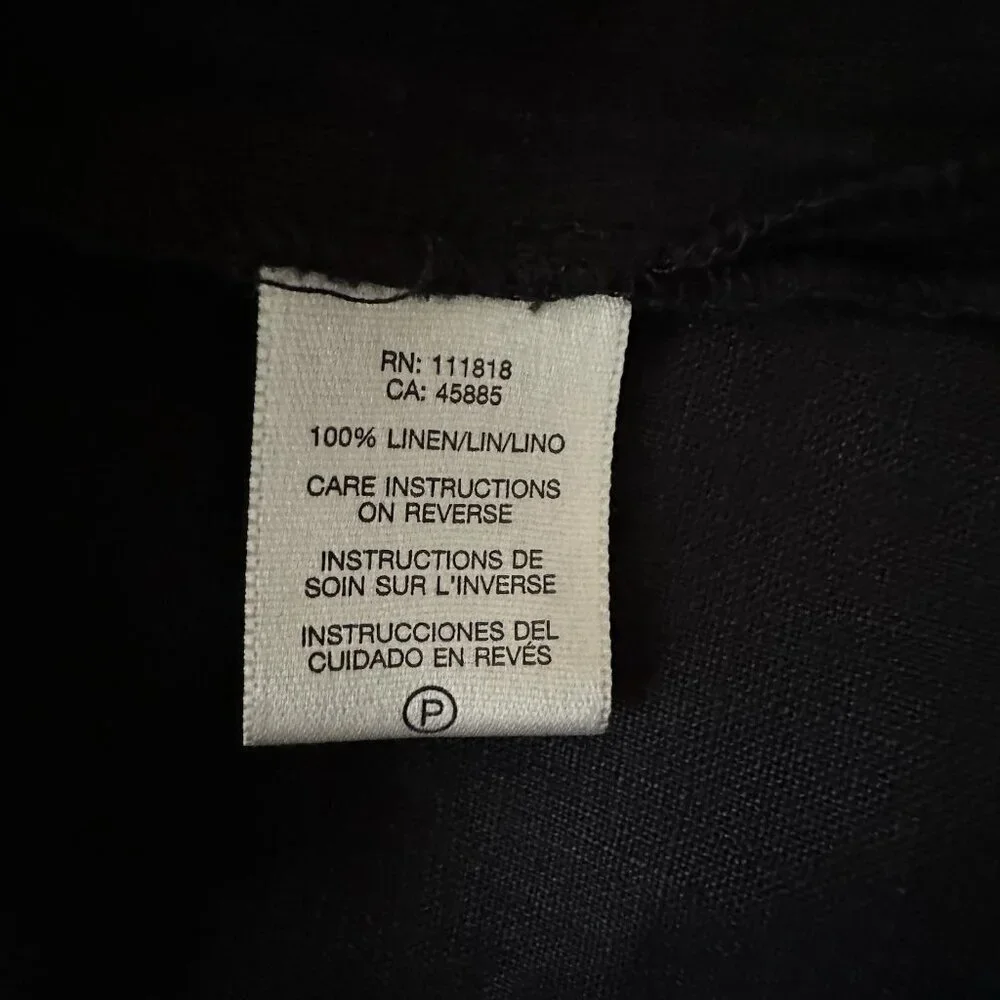 RN: 111818
CA: 45885
100% LINEN/LIN/LINO
CARE INSTRUCTIONS
ON REVERSE
INSTRUCTIONS DE
SOIN SUR L'INVERSE
INSTRUCCIONES DEL
CUIDADO EN REVÉS
P